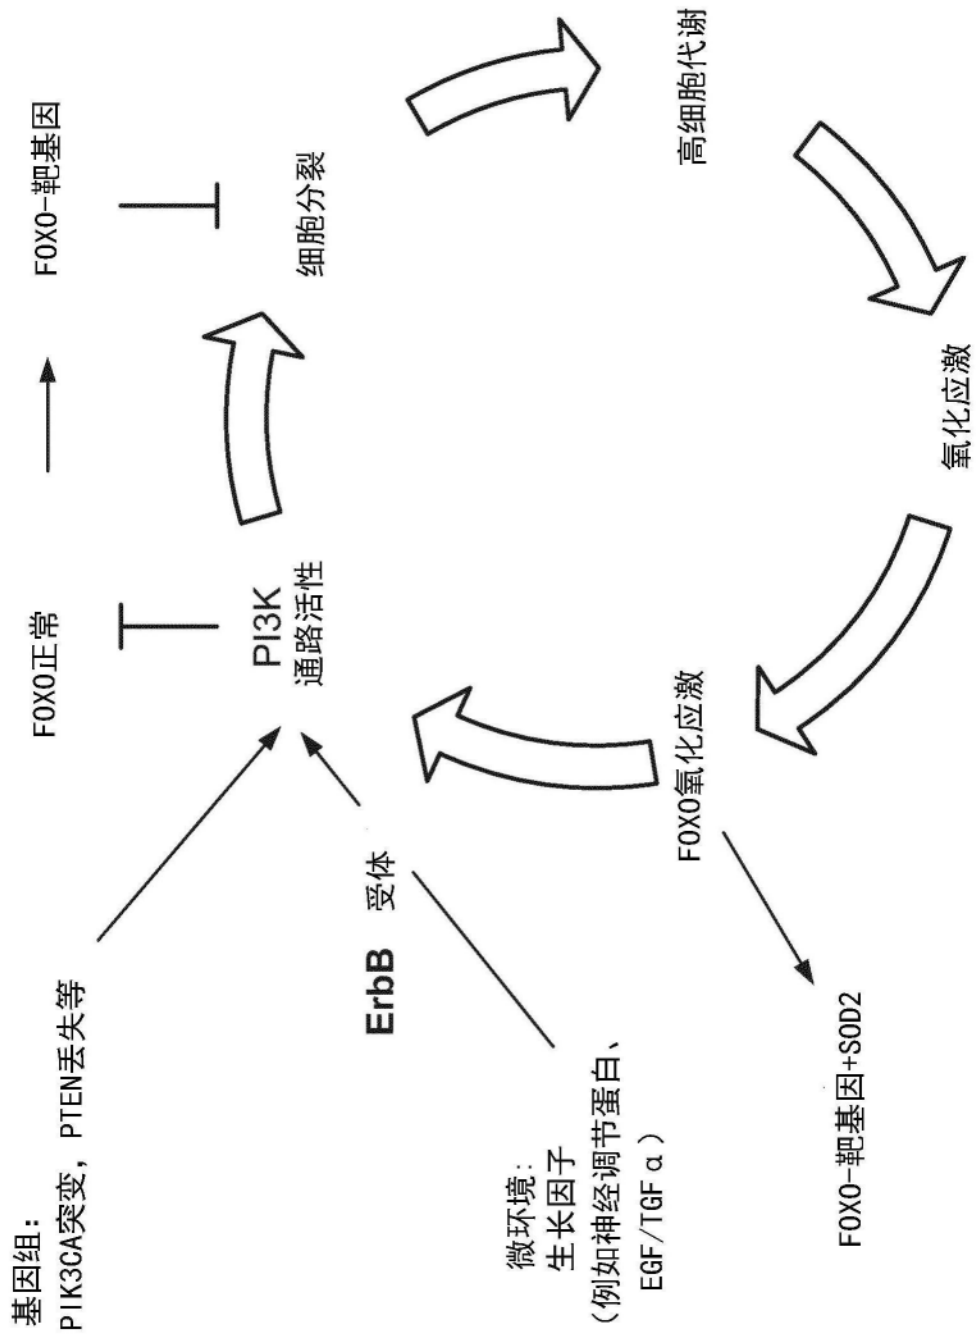 基因组：
PIK3CA突变，PTEN丢失等
FOXO正常
FOXO-靶基因
PI3K
通路活性
细胞分裂
ErbB 受体
微环境：
生长因子
（例如神经调节蛋白、
EGF/TGFα）
FOXO氧化应激
高细胞代谢
FOXO-靶基因+SOD2
氧化应激